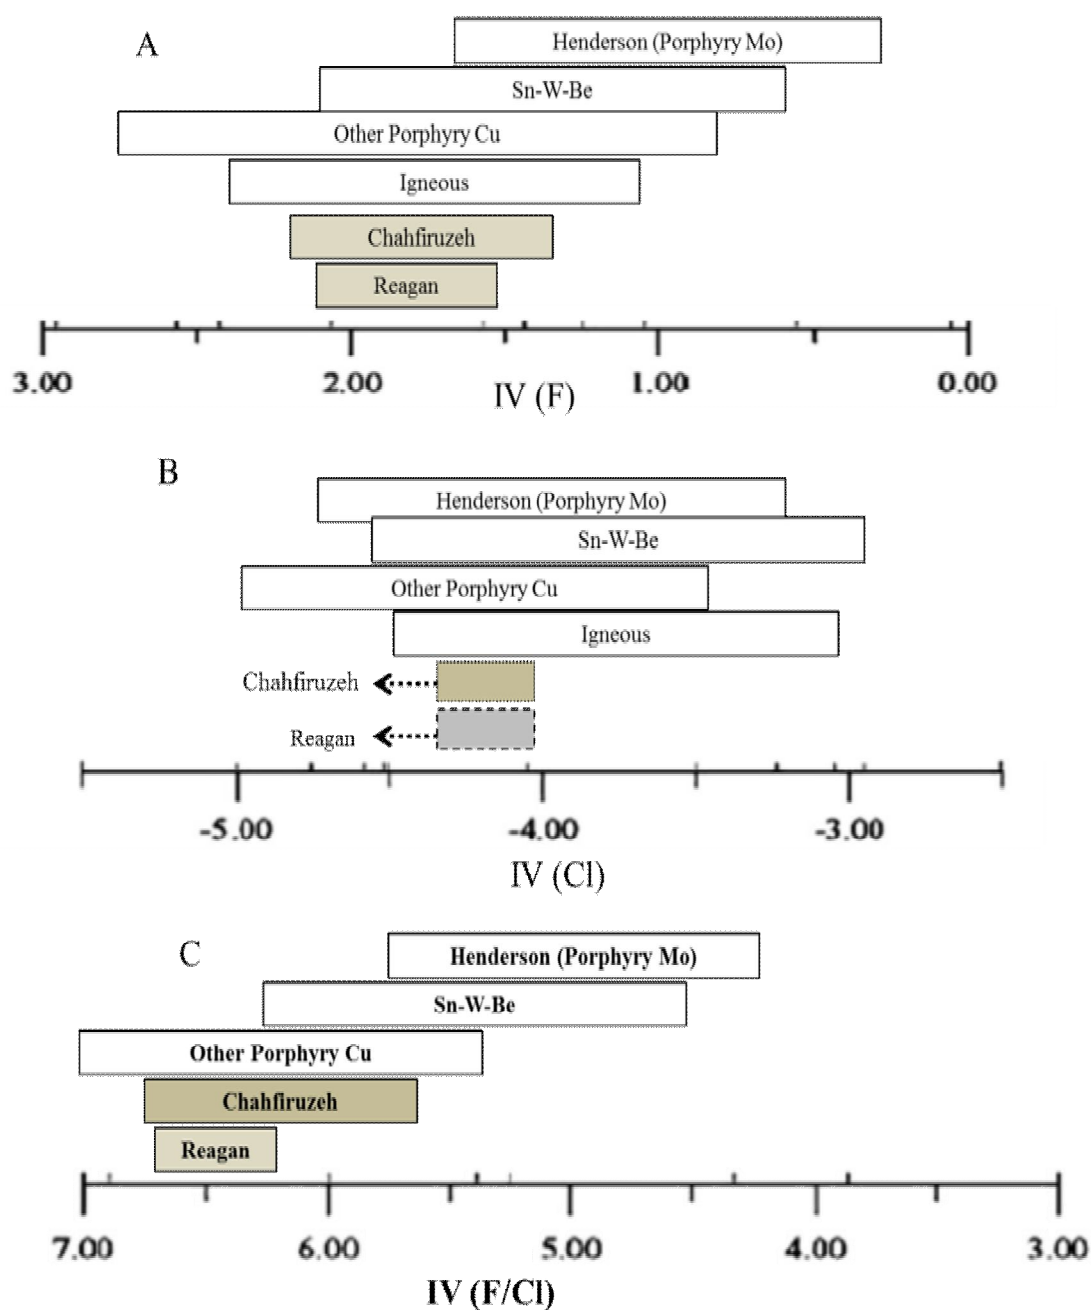 A
Henderson (Porphyry Mo)
Sn-W-Be
Other Porphyry Cu
Igneous
Chahfiruzeh
Reagan
3.00 2.00 1.00 0.00
IV (F)
B
Henderson (Porphyry Mo)
Sn-W-Be
Other Porphyry Cu
Igneous
Chahfiruzeh
Reagan
-5.00 -4.00 -3.00
IV (Cl)
C
Henderson (Porphyry Mo)
Sn-W-Be
Other Porphyry Cu
Chahfiruzeh
Reagan
7.00 6.00 5.00 4.00 3.00
IV (F/Cl)